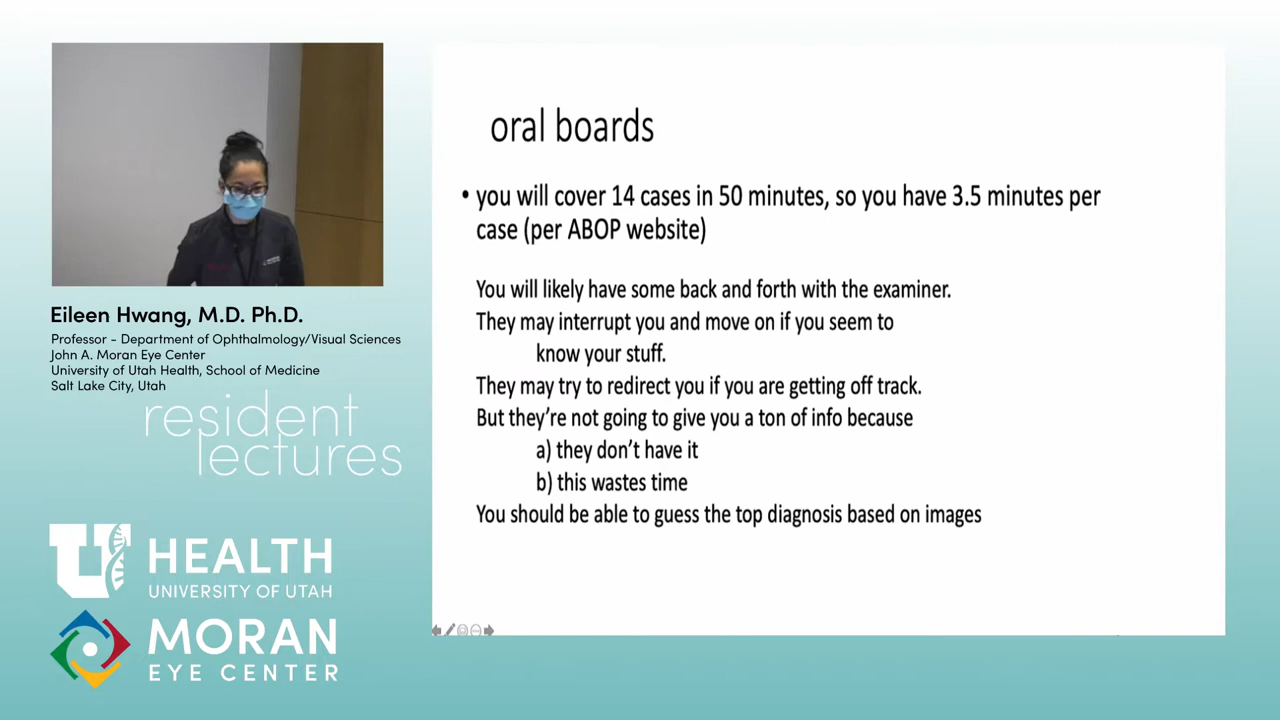 oral boards
• you will cover 14 cases in 50 minutes, so you have 3.5 minutes per
case (per ABOP website)
You will likely have some back and forth with the examiner.
They may interrupt you and move on if you seem to
know your stuff.
They may try to redirect you if you are getting off track.
But they’re not going to give you a ton of info because
a) they don’t have it
b) this wastes time
You should be able to guess the top diagnosis based on images
Eileen Hwang, M.D. Ph.D.
Professor - Department of Ophthalmology/Visual Sciences
John A. Moran Eye Center
University of Utah Health, School of Medicine
Salt Lake City, Utah
resident
lectures
U HEALTH
UNIVERSITY OF UTAH
MORAN
EYE CENTER